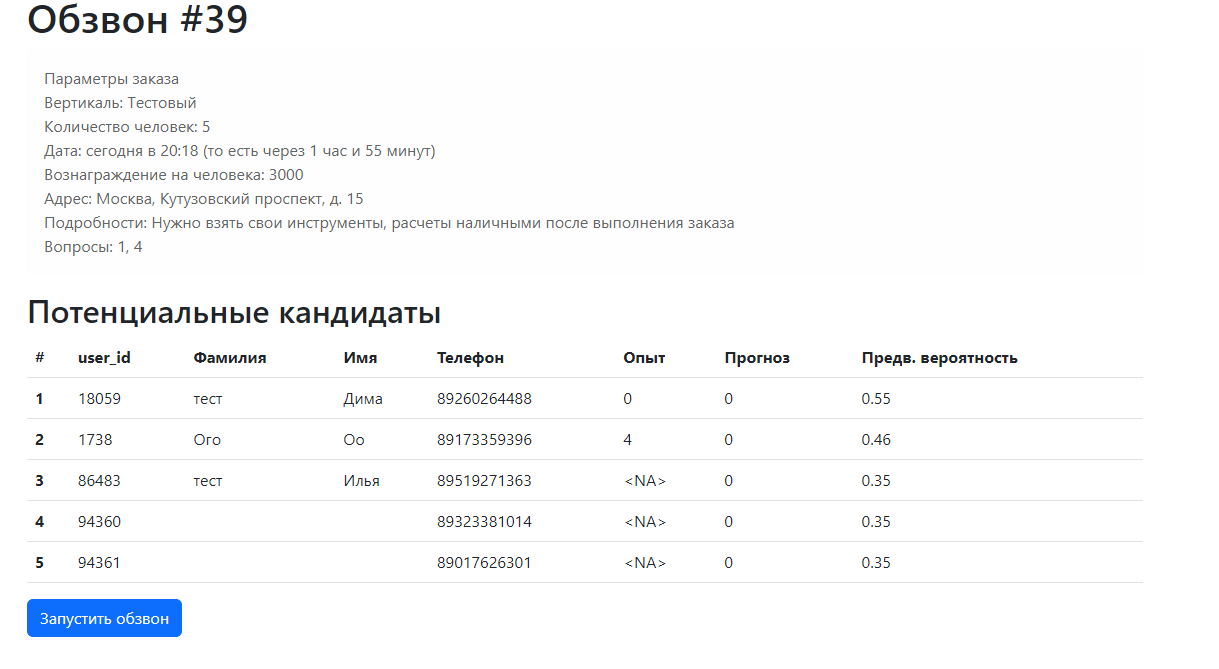 Обзвон #39
Параметры заказа
Вертикаль: Тестовый
Количество человек: 5
Дата: сегодня в 20:18 (то есть через 1 час и 55 минут)
Вознаграждение на человека: 3000
Адрес: Москва, Кутузовский проспект, д. 15
Подробности: Нужно взять свои инструменты, расчеты наличными после выполнения заказа
Вопросы: 1, 4
Потенциальные кандидаты
# user_id Фамилия Имя Телефон Опыт Прогноз Предв. вероятность
1 18059 тест Дима 89260264488 0 0 0.55
2 1738 Ого Оо 89173359396 4 0 0.46
3 86483 тест Илья 89519271363 <NA> 0 0.35
4 94360 89323381014 <NA> 0 0.35
5 94361 89017626301 <NA> 0 0.35
Запустить обзвон